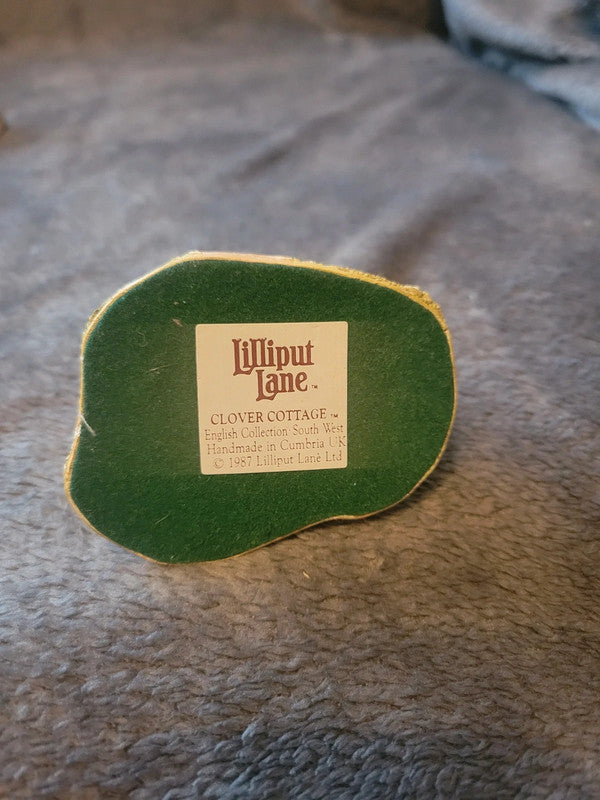 Lilliput
Lane™
CLOVER COTTAGE™
English Collection: South West
Handmade in Cumbria UK
© 1987 Lilliput Lane Ltd